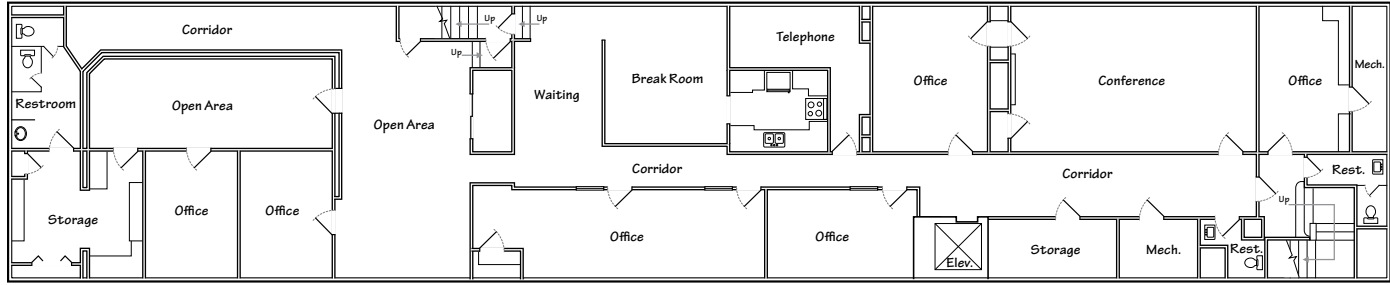 Corridor
Up
Up
Up
Telephone
Restroom
Open Area
Open Area
Waiting
Break Room
Office
Conference
Office
Mech.
Corridor
Corridor
Rest.
Storage
Office
Office
Office
Office
Elev.
Storage
Mech.
Rest.
Up